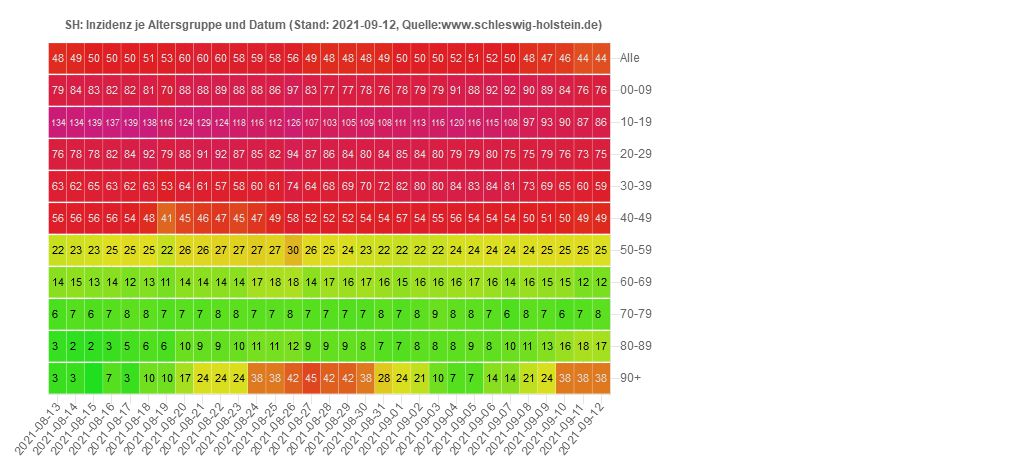 SH: Inzidenz je Altersgruppe und Datum (Stand: 2021-09-12, Quelle:www.schleswig-holstein.de)
48 49 50 50 50 51 53 60 60 60 58 59 58 56 49 48 48 48 49 50 50 50 52 51 52 50 48 47 46 44 44 Alle
79 84 83 82 82 81 70 88 88 89 88 88 86 97 83 77 77 78 76 78 79 79 91 88 92 92 90 89 84 76 76 00-09
134 134 139 137 139 138 116 124 129 124 118 116 112 126 107 103 105 109 108 111 113 116 120 116 115 108 97 93 90 87 86 10-19
76 78 78 82 84 92 79 88 91 92 87 85 82 94 87 86 84 80 84 85 84 80 79 79 80 75 75 79 76 73 75 20-29
63 62 65 63 62 63 53 64 61 57 58 60 61 74 64 68 69 70 72 82 80 80 84 83 84 81 73 69 65 60 59 30-39
56 56 56 56 54 48 41 45 46 47 45 47 49 58 52 52 52 54 54 57 54 55 56 54 54 54 50 51 50 49 49 40-49
22 23 23 25 25 25 22 26 26 27 27 27 27 30 26 25 24 23 22 22 22 22 24 24 24 24 24 25 25 25 25 50-59
14 15 13 14 12 13 11 14 14 14 14 17 18 18 14 17 16 17 16 15 16 16 16 17 16 14 16 15 15 12 12 60-69
6 7 6 7 8 8 7 7 7 8 8 7 8 7 8 7 7 7 8 7 8 9 8 8 7 6 8 7 6 7 8 70-79
3 2 2 3 5 6 6 10 9 9 10 11 11 12 9 9 9 8 7 7 8 8 8 9 8 10 11 13 16 18 17 80-89
3 3 7 3 10 10 17 24 24 24 38 38 42 45 42 42 38 28 24 21 10 7 7 14 14 21 24 38 38 38 90+
2021-08-13
2021-08-14
2021-08-15
2021-08-16
2021-08-17
2021-08-18
2021-08-19
2021-08-20
2021-08-21
2021-08-22
2021-08-23
2021-08-24
2021-08-25
2021-08-26
2021-08-27
2021-08-28
2021-08-29
2021-08-30
2021-08-31
2021-09-01
2021-09-02
2021-09-03
2021-09-04
2021-09-05
2021-09-06
2021-09-07
2021-09-08
2021-09-09
2021-09-10
2021-09-11
2021-09-12